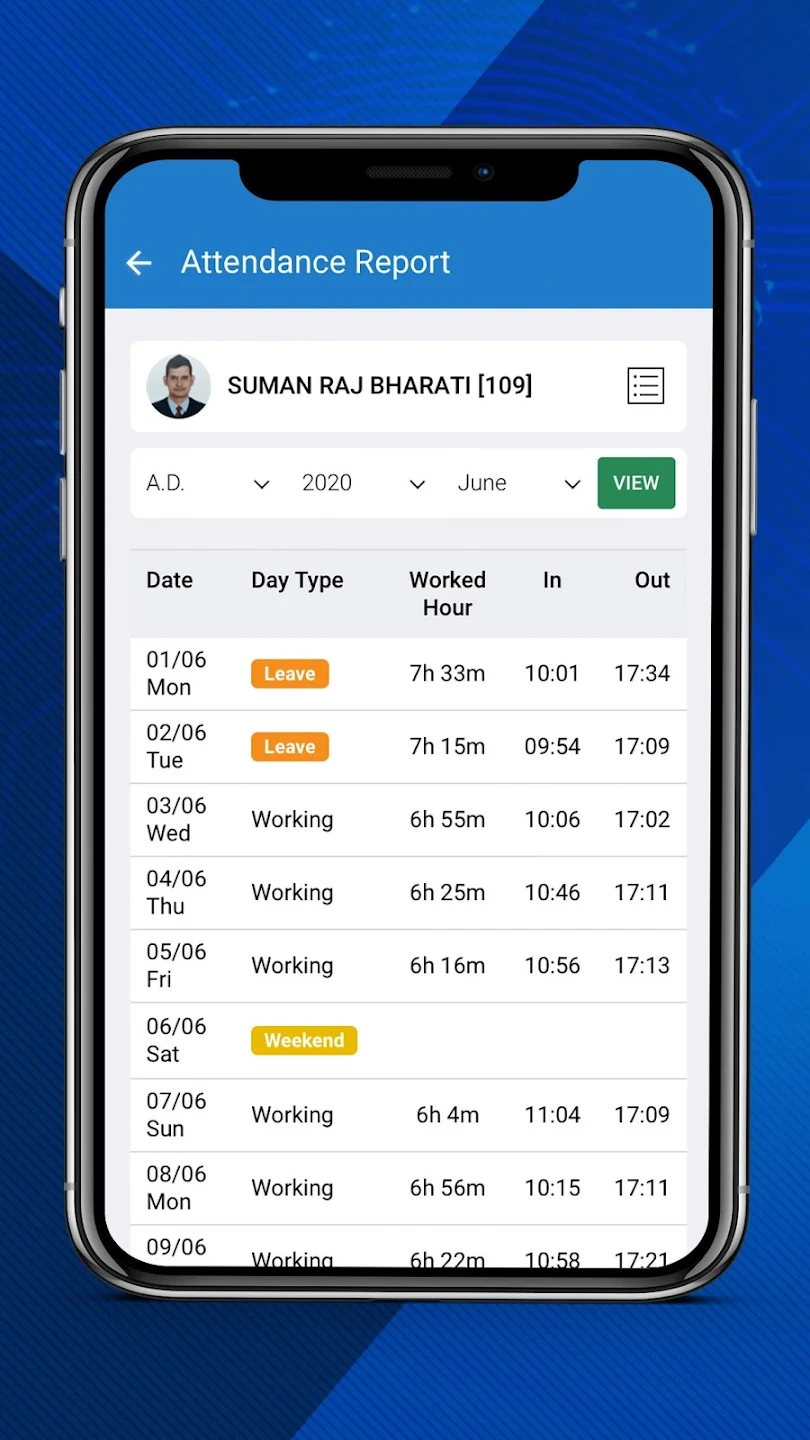 Attendance Report
SUMAN RAJ BHARATI [109]
A.D. 2020 June VIEW
Date Day Type Worked Hour In Out
01/06 Mon Leave 7h 33m 10:01 17:34
02/06 Tue Leave 7h 15m 09:54 17:09
03/06 Wed Working 6h 55m 10:06 17:02
04/06 Thu Working 6h 25m 10:46 17:11
05/06 Fri Working 6h 16m 10:56 17:13
06/06 Sat Weekend
07/06 Sun Working 6h 4m 11:04 17:09
08/06 Mon Working 6h 56m 10:15 17:11
09/06 Working 6h 22m 10:58 17:21